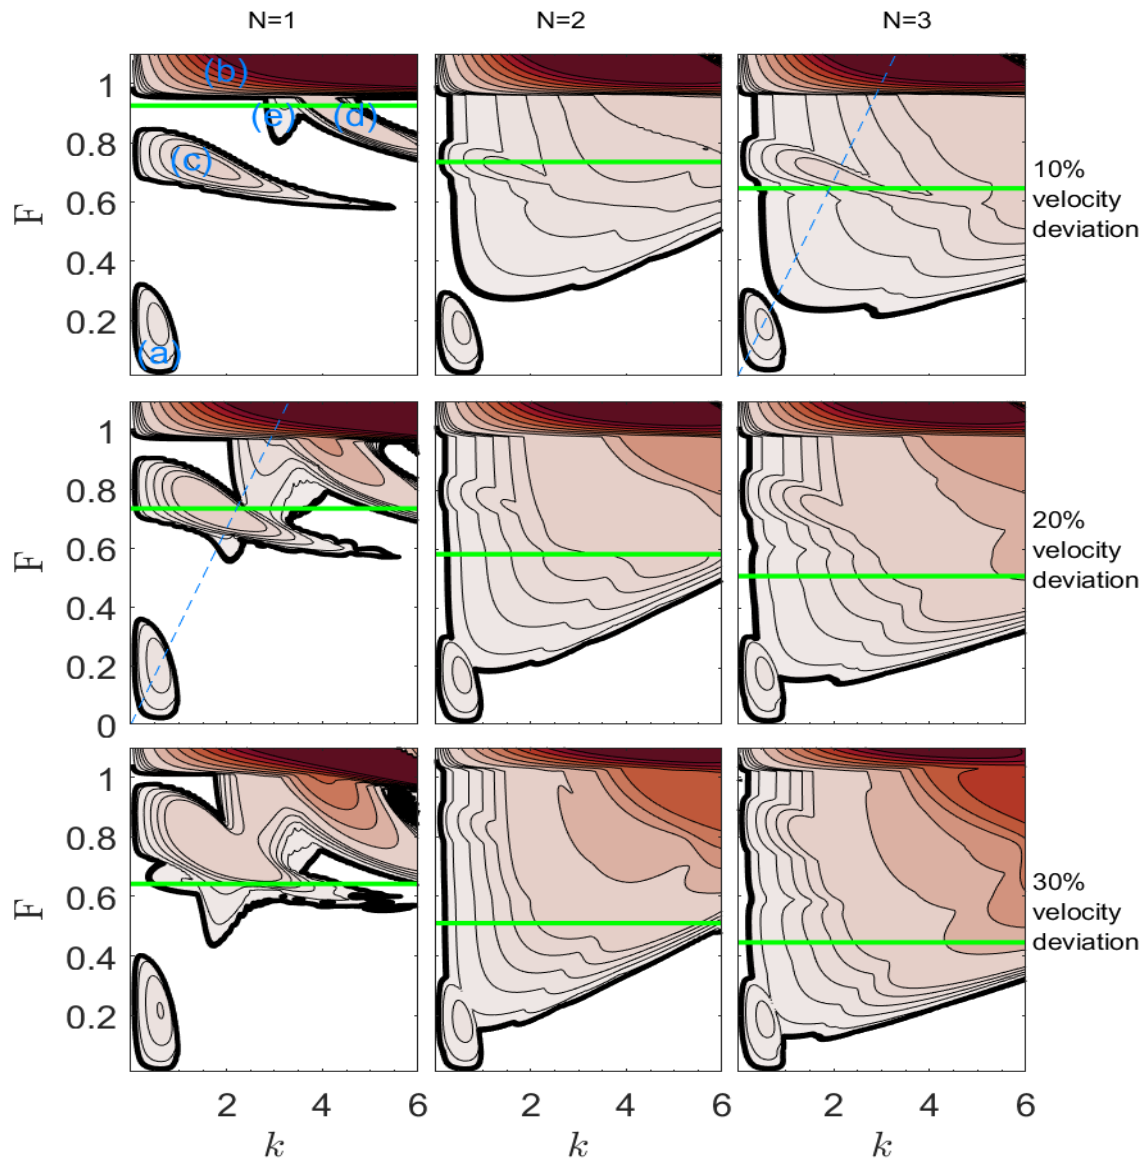 N=1 N=2 N=3
1
0.8
0.6
0.4
0.2
F
(b)
(e)
(d)
(c)
(a)
10%
velocity
deviation
1
0.8
0.6
0.4
0.2
0
F
20%
velocity
deviation
1
0.8
0.6
0.4
0.2
F
30%
velocity
deviation
2 4 6 2 4 6 2 4 6
k k k